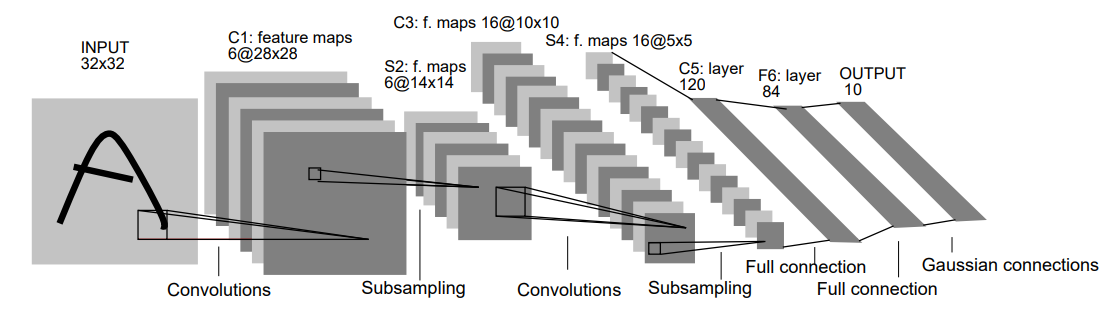 INPUT
32x32
C1: feature maps
6@28x28
S2: f. maps
6@14x14
C3: f. maps 16@10x10
S4: f. maps 16@5x5
C5: layer
120
F6: layer
84
OUTPUT
10
Convolutions
Subsampling
Convolutions
Subsampling
Full connection
Full connection
Gaussian connections